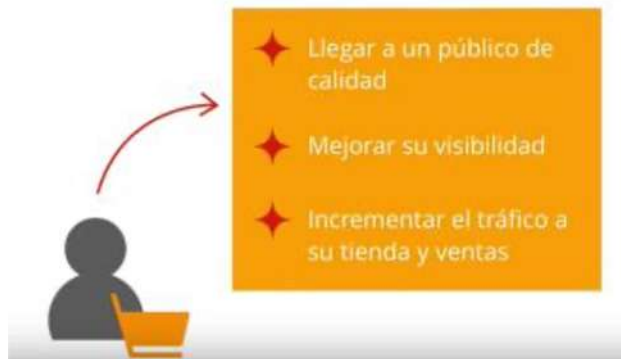 Llegar a un público de
calidad
Mejorar su visibilidad
Incrementar el tráfico a
su tienda y ventas